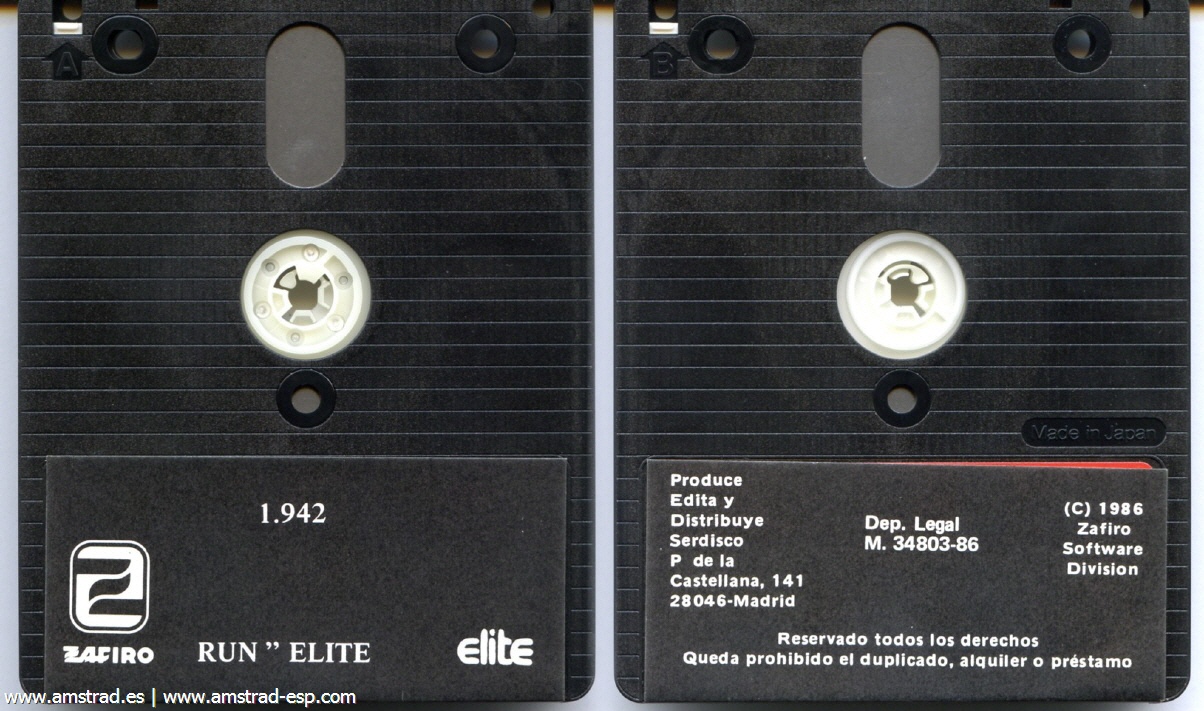 A
1.942
ZAFIRO
RUN ” ELITE
elite
B
Made in Japan
Produce
Edita y
Distribuye
Serdisco
P de la
Castellana, 141
28046-Madrid
Dep. Legal
M. 34803-86
(C) 1986
Zafiro
Software
Division
Reservado todos los derechos
Queda prohibido el duplicado, alquiler o préstamo
www.amstrad.es | www.amstrad-esp.com